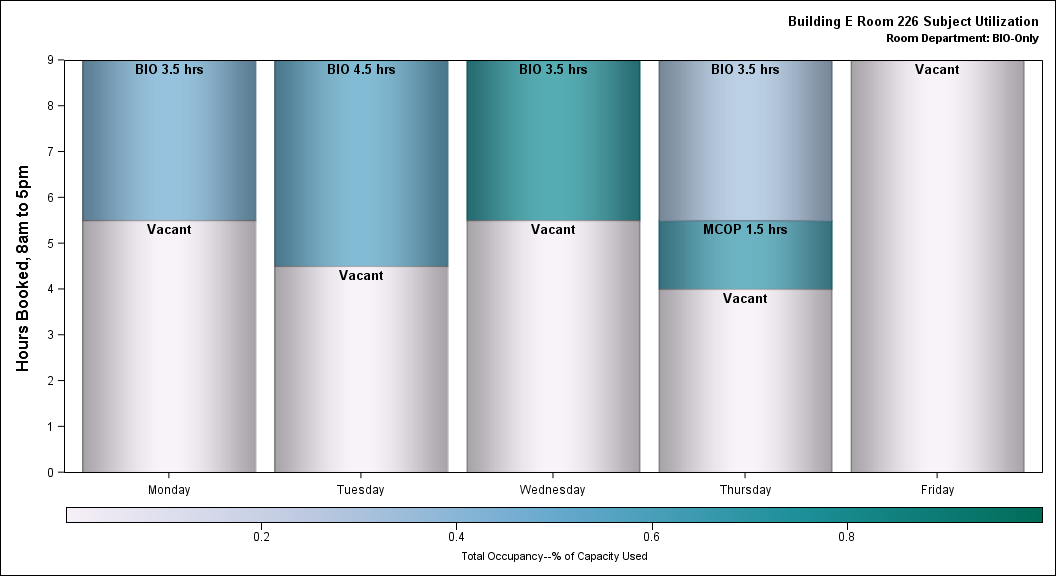 Building E Room 226 Subject Utilization
Room Department: BIO-Only
Hours Booked, 8am to 5pm
9
8
7
6
5
4
3
2
1
0
BIO 3.5 hrs
Vacant
BIO 4.5 hrs
Vacant
BIO 3.5 hrs
Vacant
BIO 3.5 hrs
MCOP 1.5 hrs
Vacant
Vacant
Monday Tuesday Wednesday Thursday Friday
0.2 0.4 0.6 0.8
Total Occupancy--% of Capacity Used